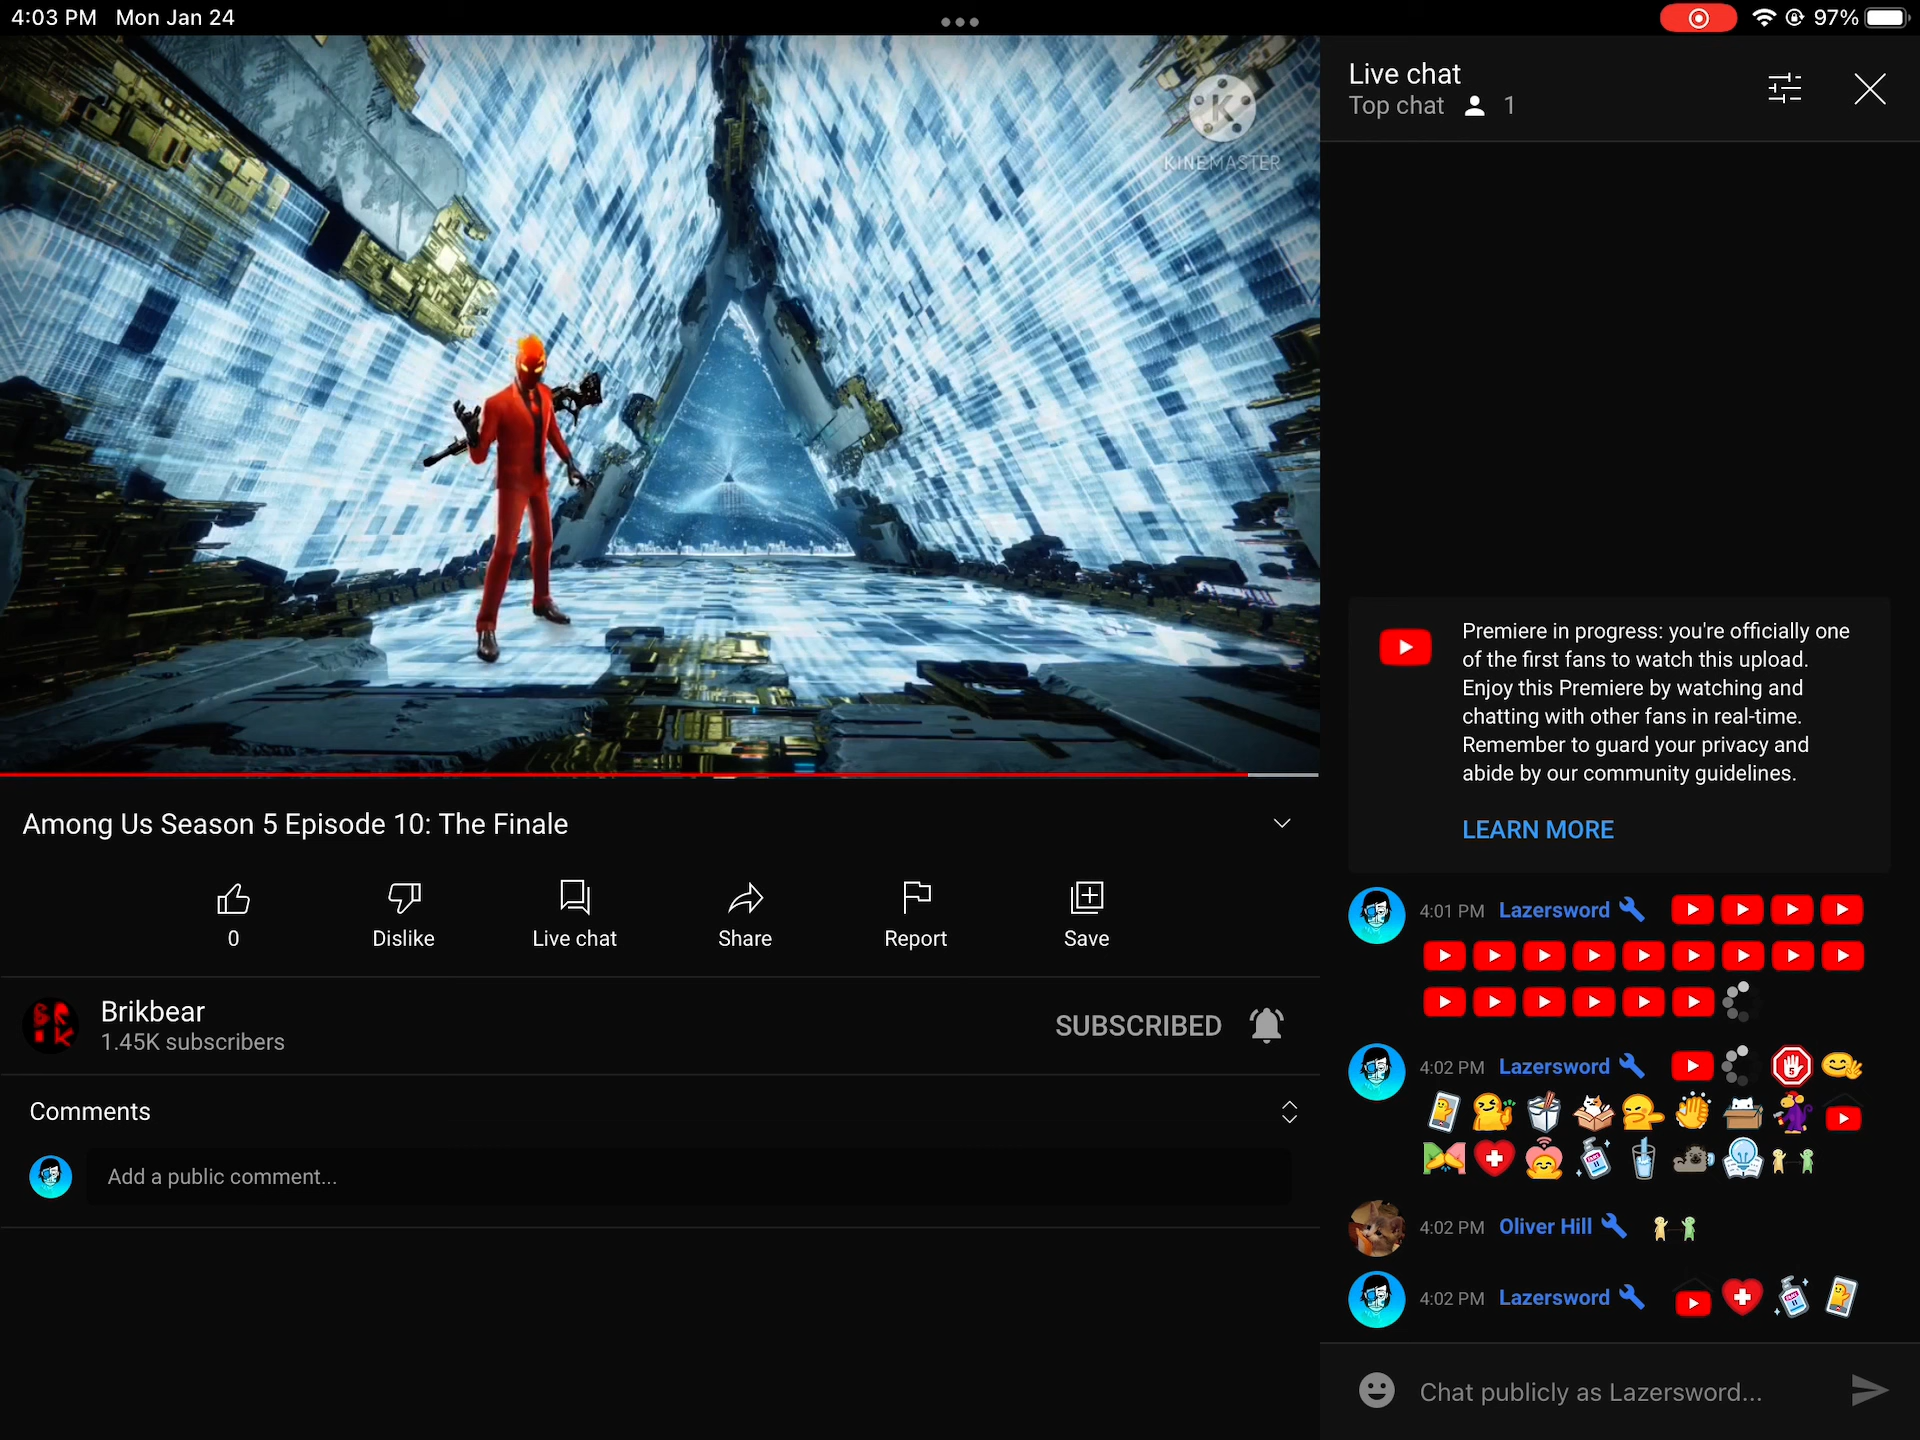 4:03 PM Mon Jan 24
97%
K
KINEMASTER
Among Us Season 5 Episode 10: The Finale
0
Dislike
Live chat
Share
Report
Save
Brikbear
1.45K subscribers
SUBSCRIBED
Comments
Add a public comment...
Live chat
Top chat 1
Premiere in progress: you're officially one
of the first fans to watch this upload.
Enjoy this Premiere by watching and
chatting with other fans in real-time.
Remember to guard your privacy and
abide by our community guidelines.
LEARN MORE
4:01 PM Lazersword
4:02 PM Lazersword
4:02 PM Oliver Hill
4:02 PM Lazersword
Chat publicly as Lazersword...